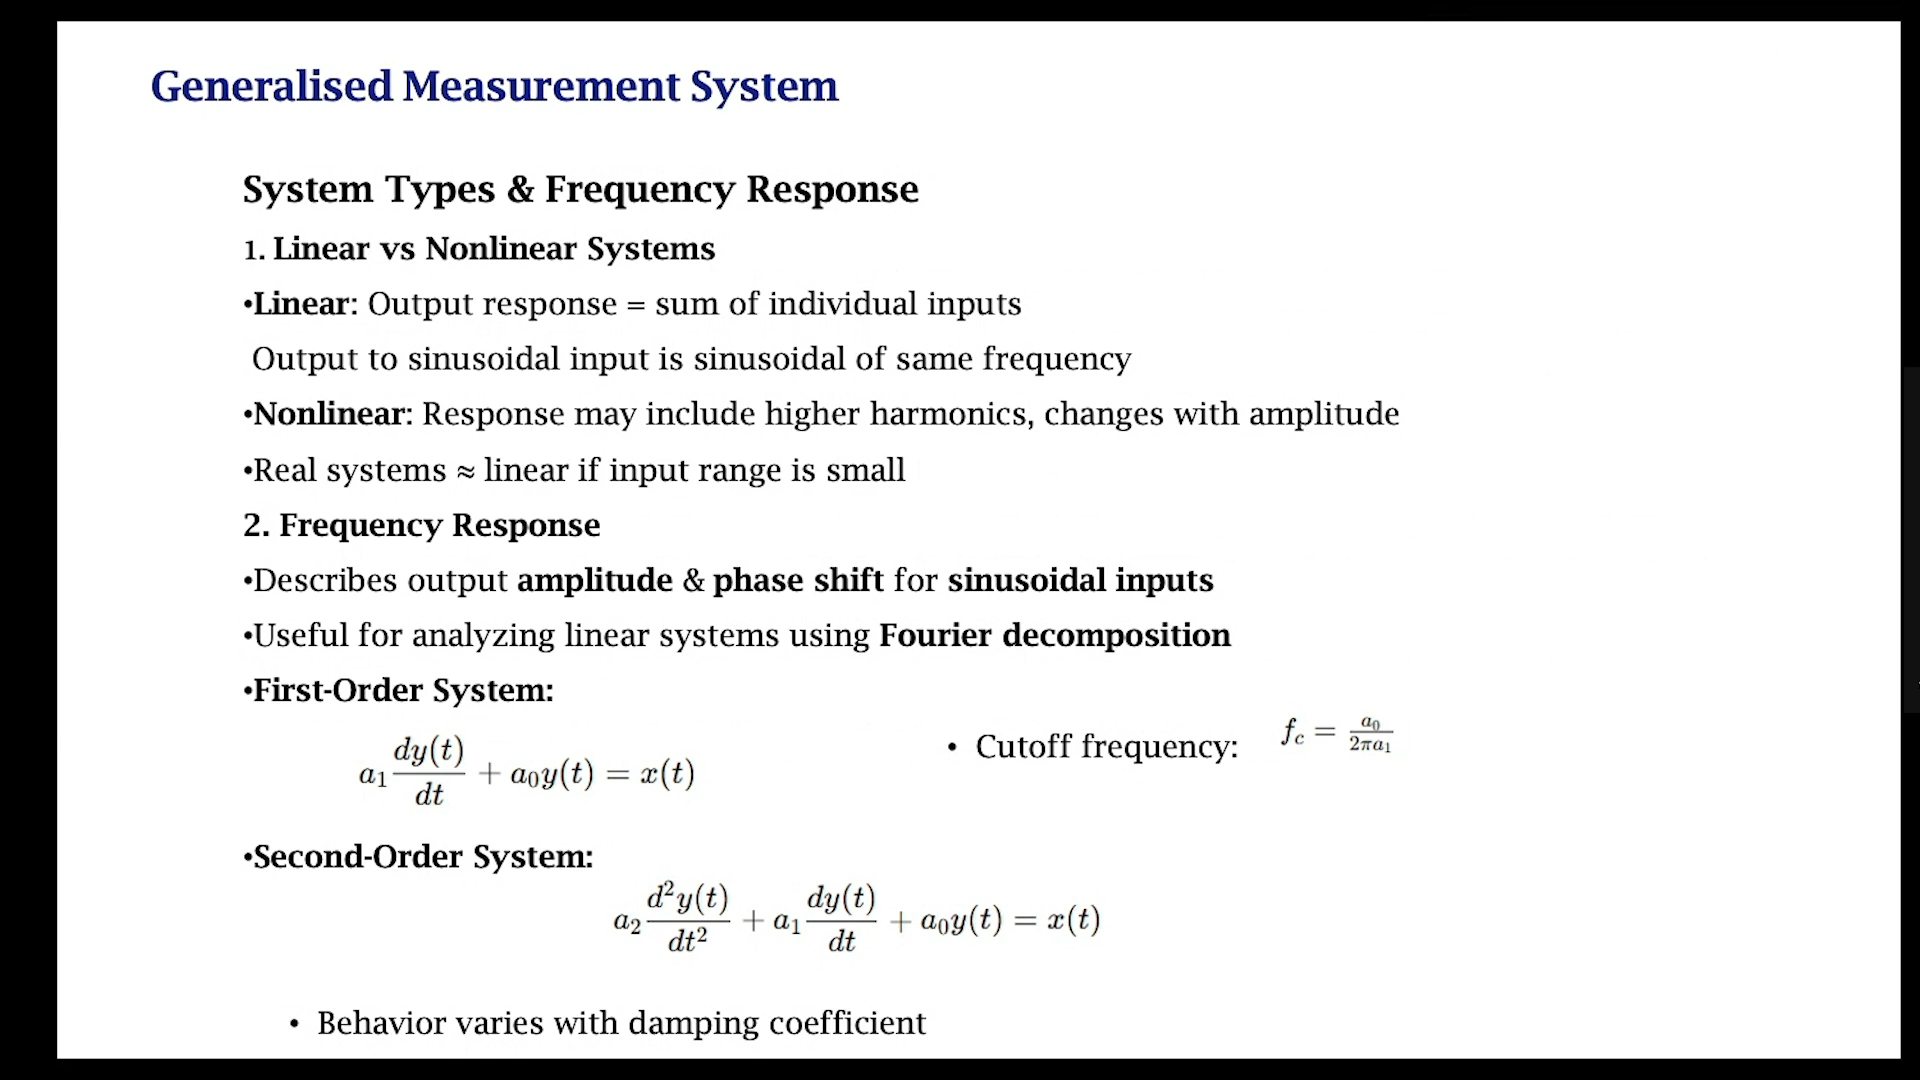 Generalised Measurement System
System Types & Frequency Response
1. Linear vs Nonlinear Systems
•Linear: Output response = sum of individual inputs
Output to sinusoidal input is sinusoidal of same frequency
•Nonlinear: Response may include higher harmonics, changes with amplitude
•Real systems ≈ linear if input range is small
2. Frequency Response
•Describes output amplitude & phase shift for sinusoidal inputs
•Useful for analyzing linear systems using Fourier decomposition
•First-Order System:
a₁ dy(t)/dt + a₀y(t) = x(t)
• Cutoff frequency: f_c = a₀/2πa₁
•Second-Order System:
a₂ d²y(t)/dt² + a₁ dy(t)/dt + a₀y(t) = x(t)
• Behavior varies with damping coefficient